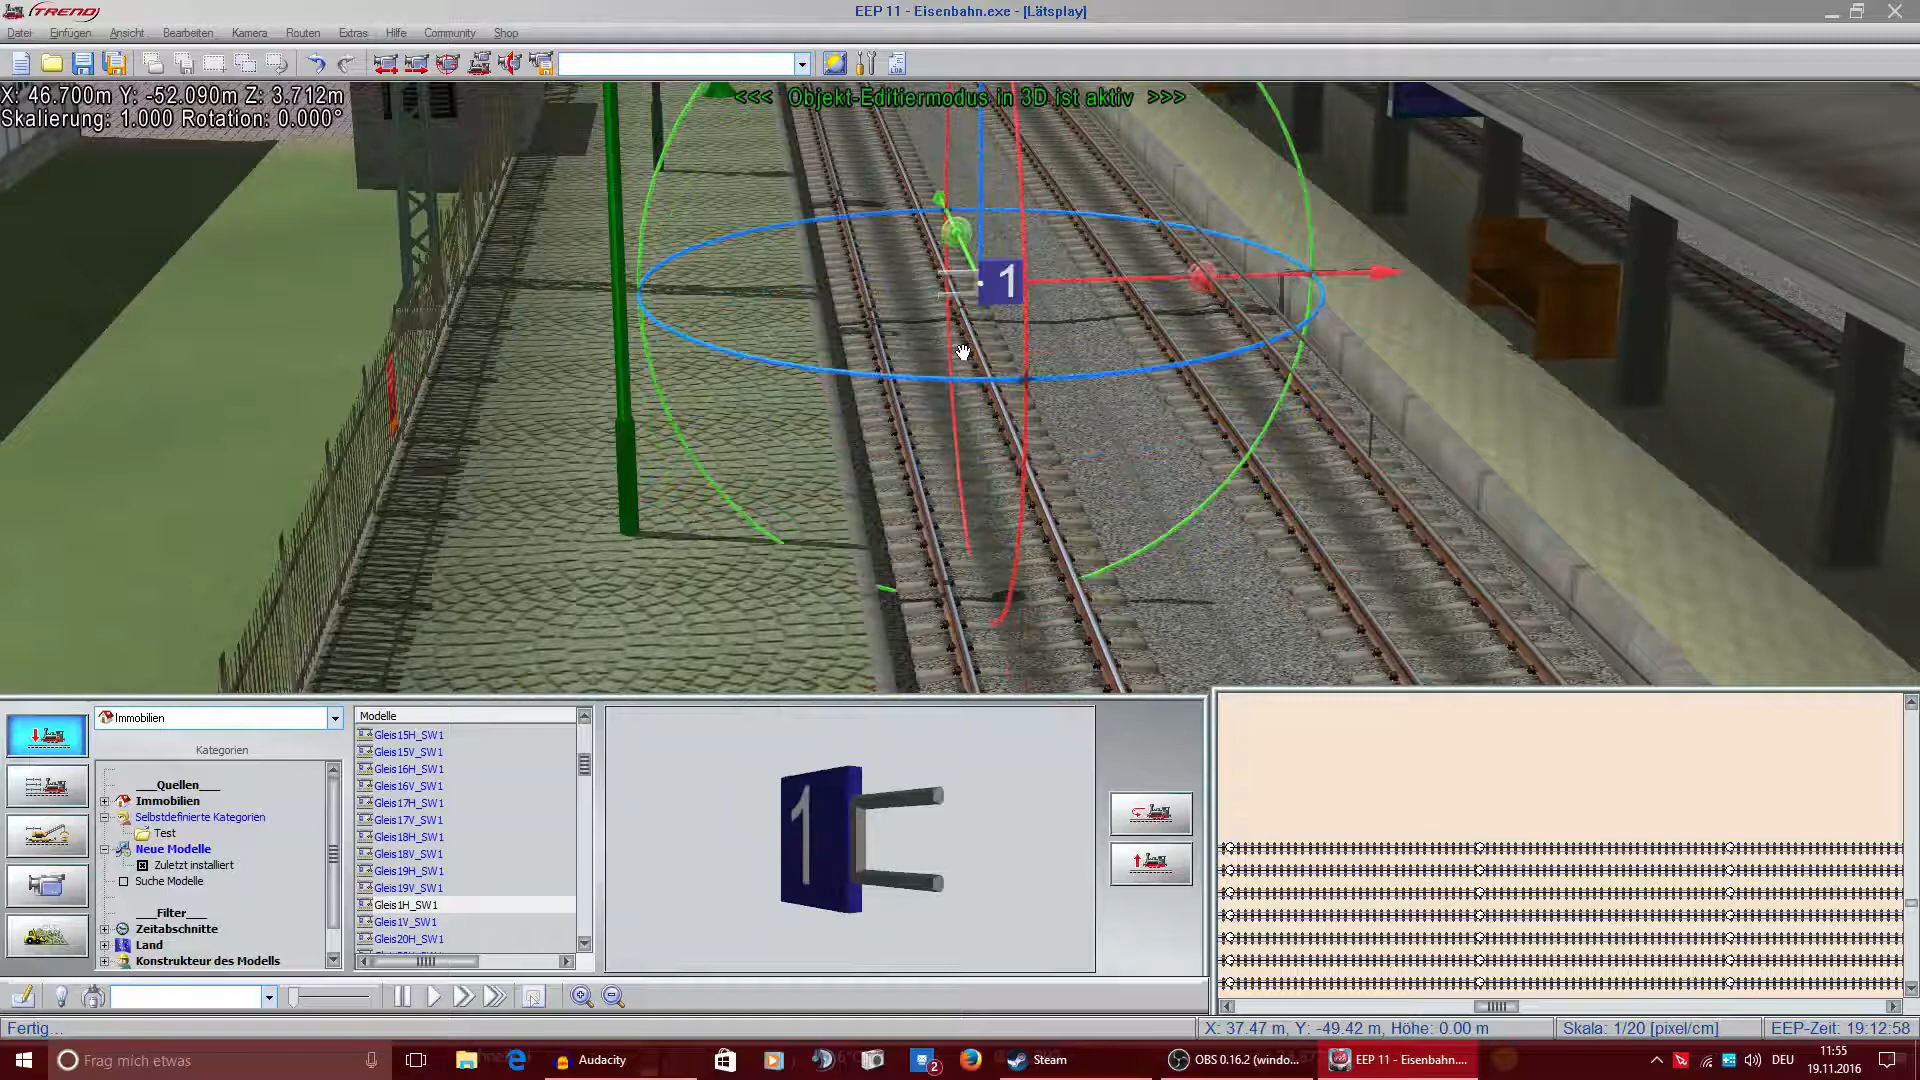 TREND
EEP 11 - Eisenbahn.exe - [Lätsplay]
Datei Einfügen Ansicht Bearbeiten Kamera Routen Extras Hilfe Community Shop
X: 46.700m Y: -52.090m Z: 3.712m
Skalierung: 1.000 Rotation: 0.000°
<<< Objekt-Editiermodus in 3D ist aktiv >>>
1
Immobilien
Kategorien
___Quellen___
Immobilien
Selbstdefinierte Kategorien
Test
Neue Modelle
Zuletzt installiert
Suche Modelle
___Filter___
Zeitabschnitte
Land
Konstrukteur des Modells
Modelle
Gleis15H_SW1
Gleis15V_SW1
Gleis16H_SW1
Gleis16V_SW1
Gleis17H_SW1
Gleis17V_SW1
Gleis18H_SW1
Gleis18V_SW1
Gleis19H_SW1
Gleis19V_SW1
Gleis1H_SW1
Gleis1V_SW1
Gleis20H_SW1
1
Fertig...
X: 37.47 m, Y: -49.42 m, Höhe: 0.00 m
Skala: 1/20 [pixel/cm]
EEP-Zeit: 19:12:58
Frag mich etwas
Audacity
2
Steam
OBS 0.16.2 (windo...
EEP 11 - Eisenbahn....
DEU
11:55
19.11.2016